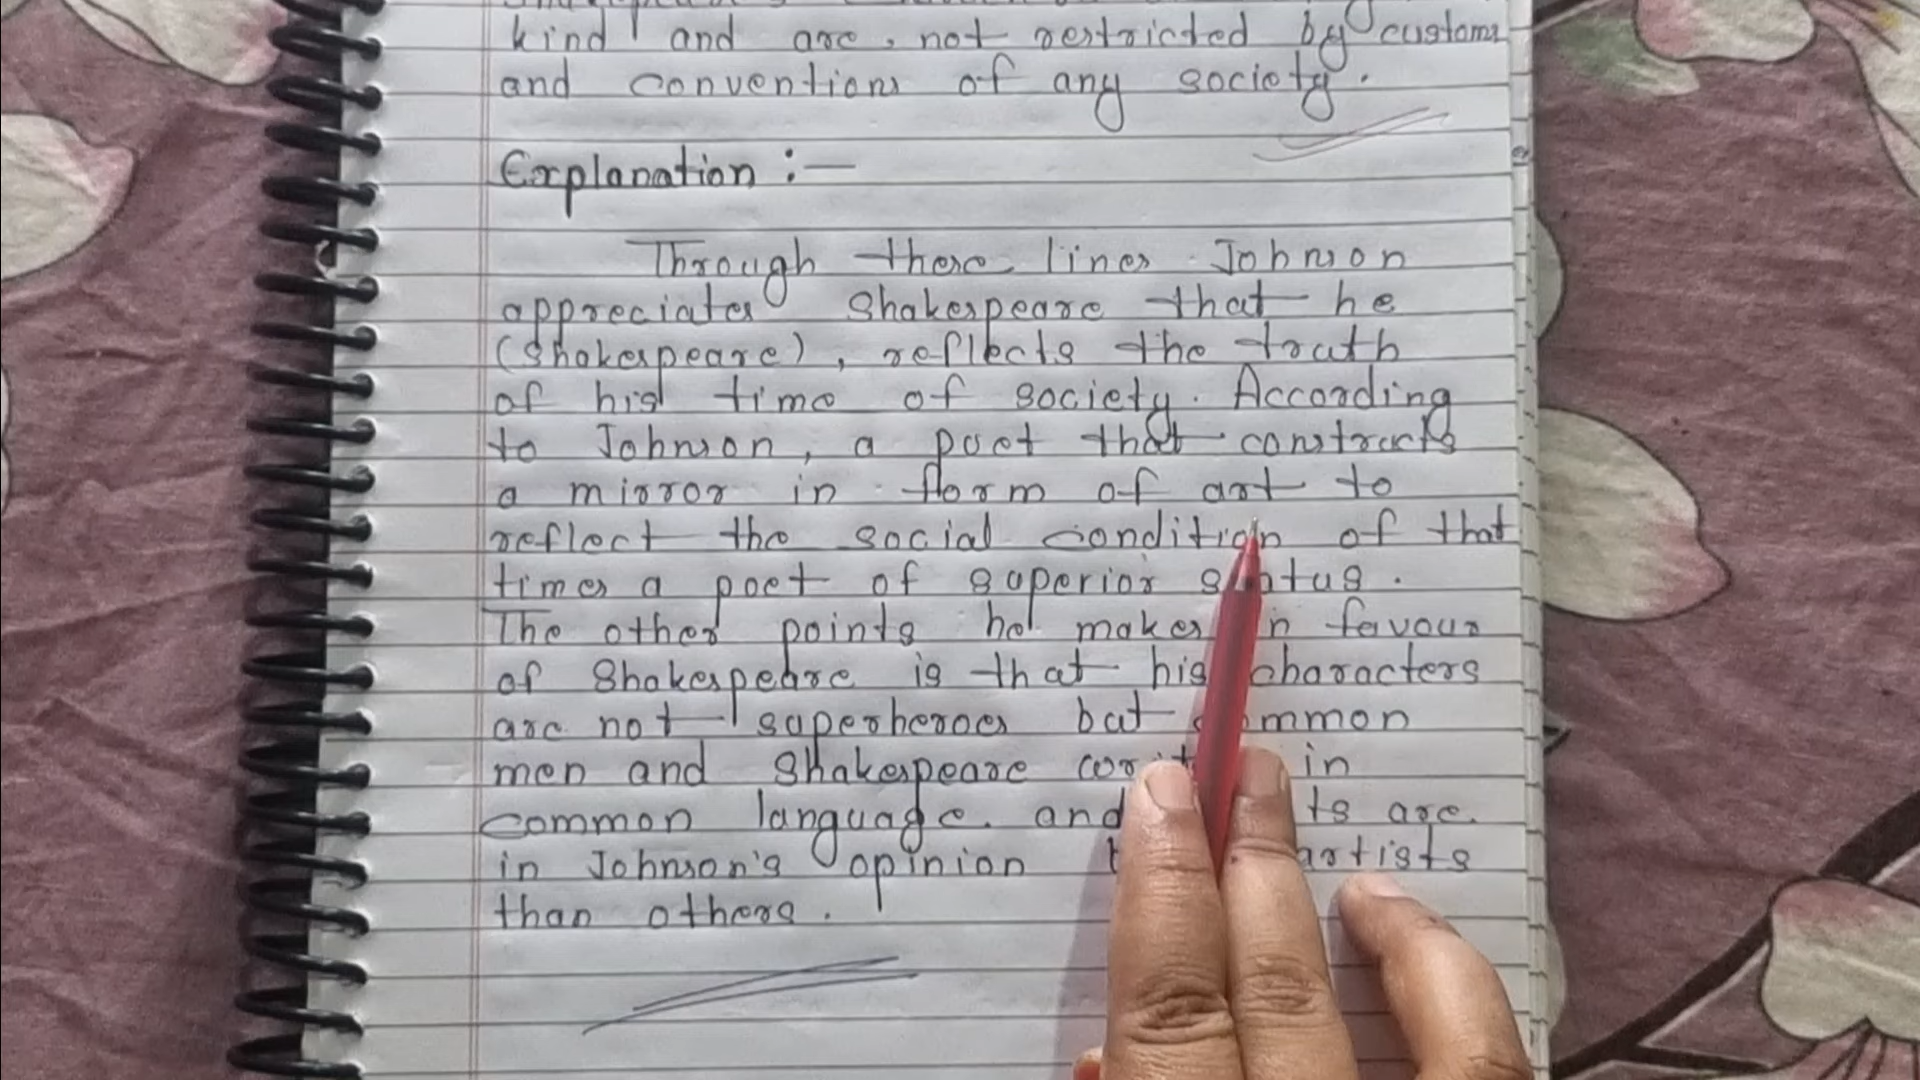 kind and are not restricted by customs
and conventions of any society.
Explanation :—
Through these lines Johnson
appreciates Shakespeare that he
(Shakespeare), reflects the truth
of his time of society. According
to Johnson, a poet that constructs
a mirror in form of art to
reflect the social condition of that
times a poet of superior status.
The other points he makes in favour
of Shakespeare is that his characters
are not superheroes but common
men and Shakespeare in
common language and are
in Johnson's opinion artists
than others.